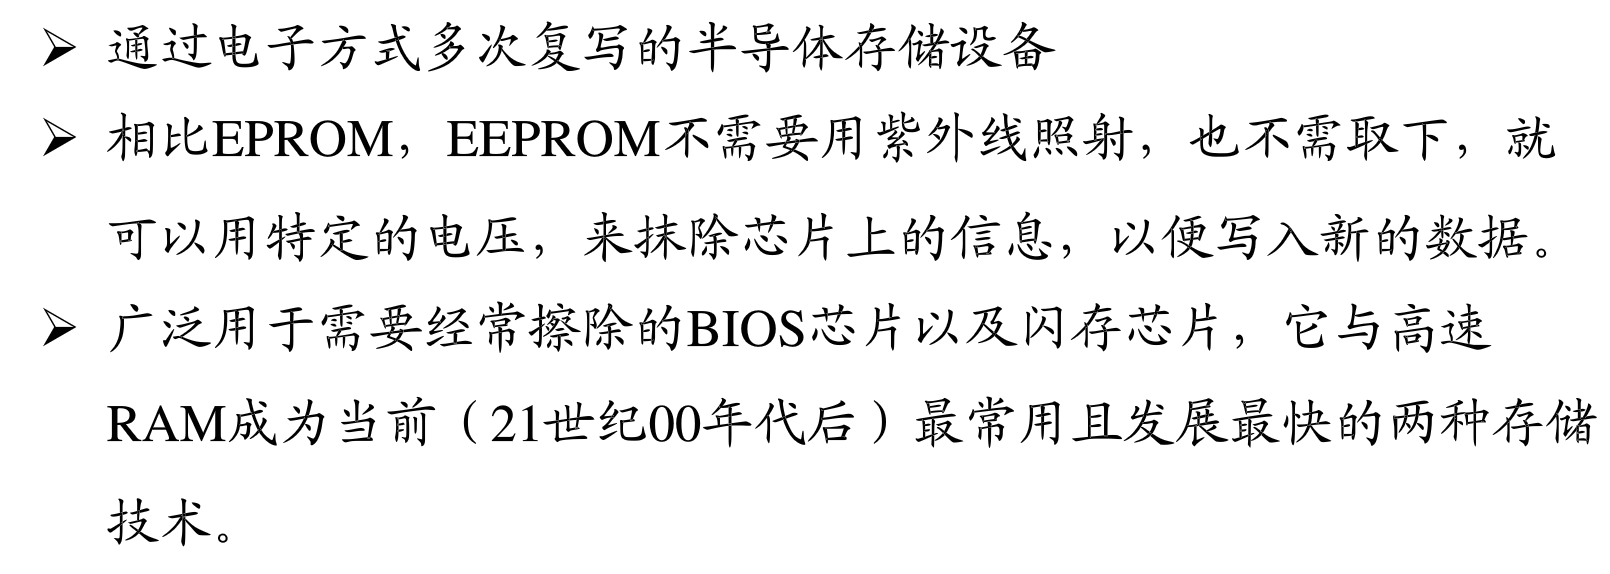 ➢ 通过电子方式多次复写的半导体存储设备
➢ 相比EPROM，EEPROM不需要用紫外线照射，也不需取下，就
可以用特定的电压，来抹除芯片上的信息，以便写入新的数据。
➢ 广泛用于需要经常擦除的BIOS芯片以及闪存芯片，它与高速
RAM成为当前（21世纪00年代后）最常用且发展最快的两种存储
技术。